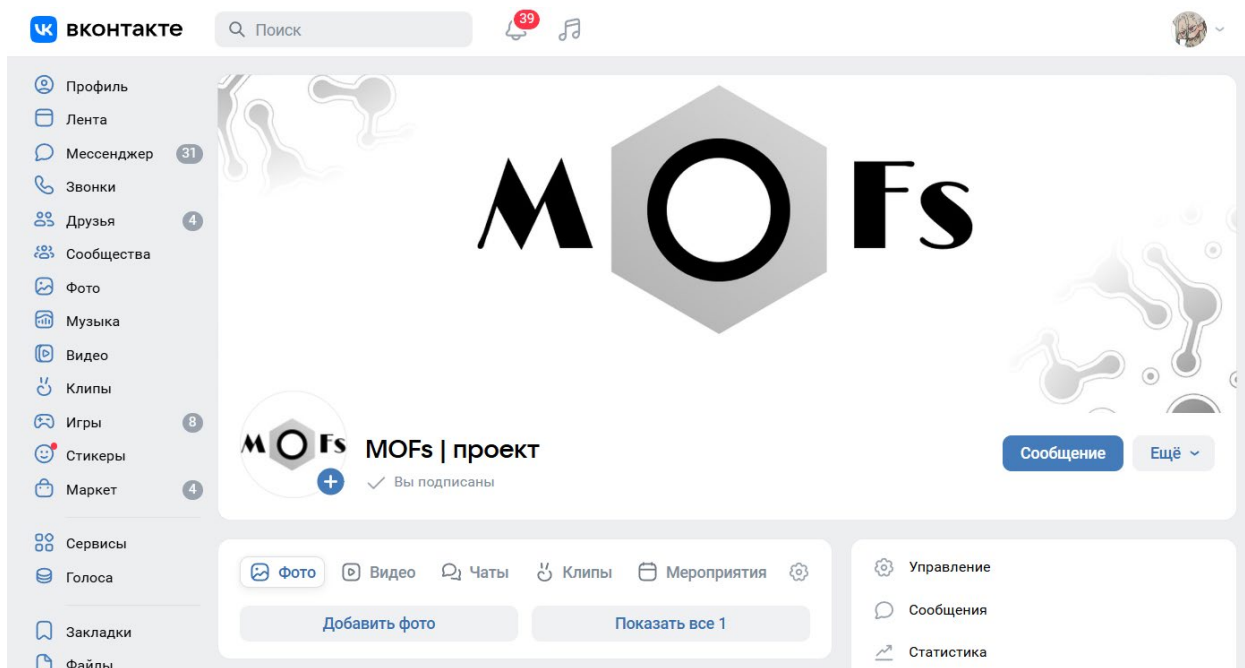 ВКОНТАКТЕ
Поиск
39
Профиль
Лента
Мессенджер 31
Звонки
Друзья 4
Сообщества
Фото
Музыка
Видео
Клипы
Игры 8
Стикеры
Маркет 4
Сервисы
Голоса
Закладки
Файлы
MOFs
MOFs
MOFs | проект
Вы подписаны
Сообщение
Ещё
Фото Видео Чаты Клипы Мероприятия
Добавить фото
Показать все 1
Управление
Сообщения
Статистика